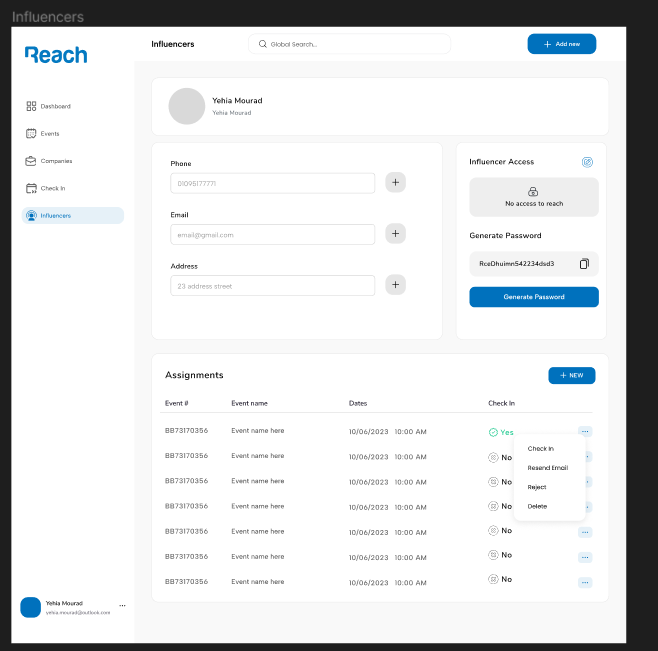 Influencers
Reach
Influencers
Global Search...
+ Add new
Dashboard
Events
Companies
Check In
Influencers
Yehia Mourad
Yehia Mourad
Phone
01095177771
+
Email
email@gmail.com
+
Address
23 address street
+
Influencer Access
No access to reach
Generate Password
RceDhuimn542234dsd3
Generate Password
Assignments
+ NEW
Event # Event name Dates Check In
BB73170356 Event name here 10/06/2023 10:00 AM Yes ...
BB73170356 Event name here 10/06/2023 10:00 AM No
BB73170356 Event name here 10/06/2023 10:00 AM No
BB73170356 Event name here 10/06/2023 10:00 AM No
BB73170356 Event name here 10/06/2023 10:00 AM No ...
BB73170356 Event name here 10/06/2023 10:00 AM No ...
BB73170356 Event name here 10/06/2023 10:00 AM No ...
Check In
Resend Email
Reject
Delete
Yehia Mourad ...
yehia.mourad@outlook.com